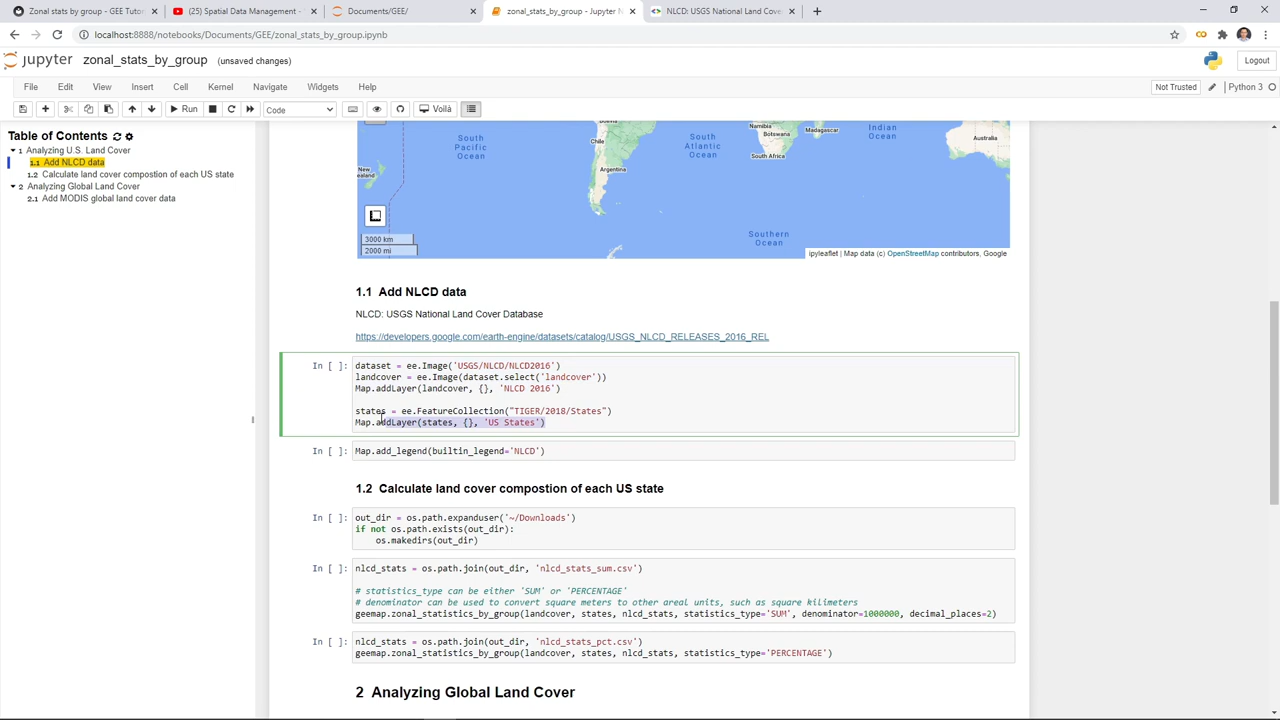 Zonal stats by group - GEE Tutor
(25) Spatial Data Management -
Documents/GEE/
zonal_stats_by_group - Jupyter N
NLCD: USGS National Land Cove
localhost:8888/notebooks/Documents/GEE/zonal_stats_by_group.ipynb
jupyter zonal_stats_by_group (unsaved changes)
Logout
File Edit View Insert Cell Kernel Navigate Widgets Help
Not Trusted
Python 3
Run
Code
Voilà
Table of Contents
1 Analyzing U.S. Land Cover
1.1 Add NLCD data
1.2 Calculate land cover compostion of each US state
2 Analyzing Global Land Cover
2.1 Add MODIS global land cover data
South
Pacific
Ocean
Chile
Argentina
South
Atlantic
Ocean
Namibia
Botswana
South Africa
Madagascar
Indian
Ocean
Australia
New
Southern
Ocean
3000 km
2000 mi
ipyleaflet | Map data (c) OpenStreetMap contributors, Google
1.1 Add NLCD data
NLCD: USGS National Land Cover Database
https://developers.google.com/earth-engine/datasets/catalog/USGS_NLCD_RELEASES_2016_REL
In [ ]:
dataset = ee.Image('USGS/NLCD/NLCD2016')
landcover = ee.Image(dataset.select('landcover'))
Map.addLayer(landcover, {}, 'NLCD 2016')
states = ee.FeatureCollection("TIGER/2018/States")
Map.addLayer(states, {}, 'US States')
In [ ]:
Map.add_legend(builtin_legend='NLCD')
1.2 Calculate land cover compostion of each US state
In [ ]:
out_dir = os.path.expanduser('~/Downloads')
if not os.path.exists(out_dir):
os.makedirs(out_dir)
In [ ]:
nlcd_stats = os.path.join(out_dir, 'nlcd_stats_sum.csv')
# statistics_type can be either 'SUM' or 'PERCENTAGE'
# denominator can be used to convert square meters to other areal units, such as square kilimeters
geemap.zonal_statistics_by_group(landcover, states, nlcd_stats, statistics_type='SUM', denominator=1000000, decimal_places=2)
In [ ]:
nlcd_stats = os.path.join(out_dir, 'nlcd_stats_pct.csv')
geemap.zonal_statistics_by_group(landcover, states, nlcd_stats, statistics_type='PERCENTAGE')
2 Analyzing Global Land Cover